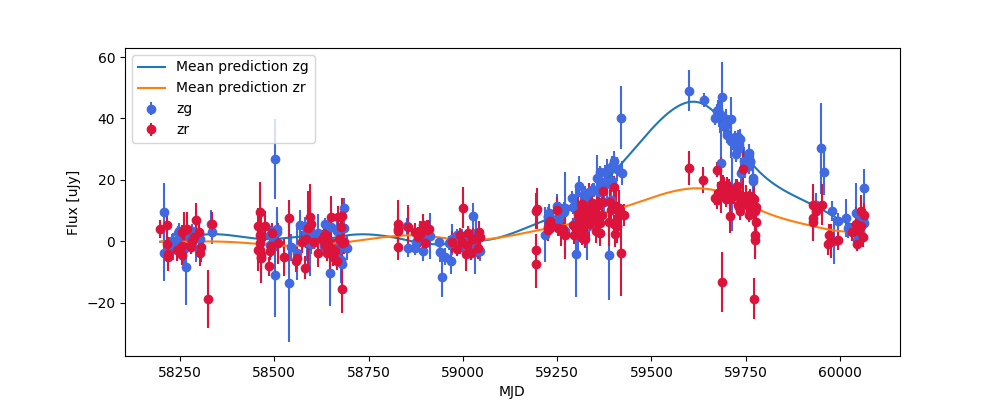 60
40
20
0
−20
Flux [uJy]
Mean prediction zg
Mean prediction zr
zg
zr
58250 58500 58750 59000 59250 59500 59750 60000
MJD